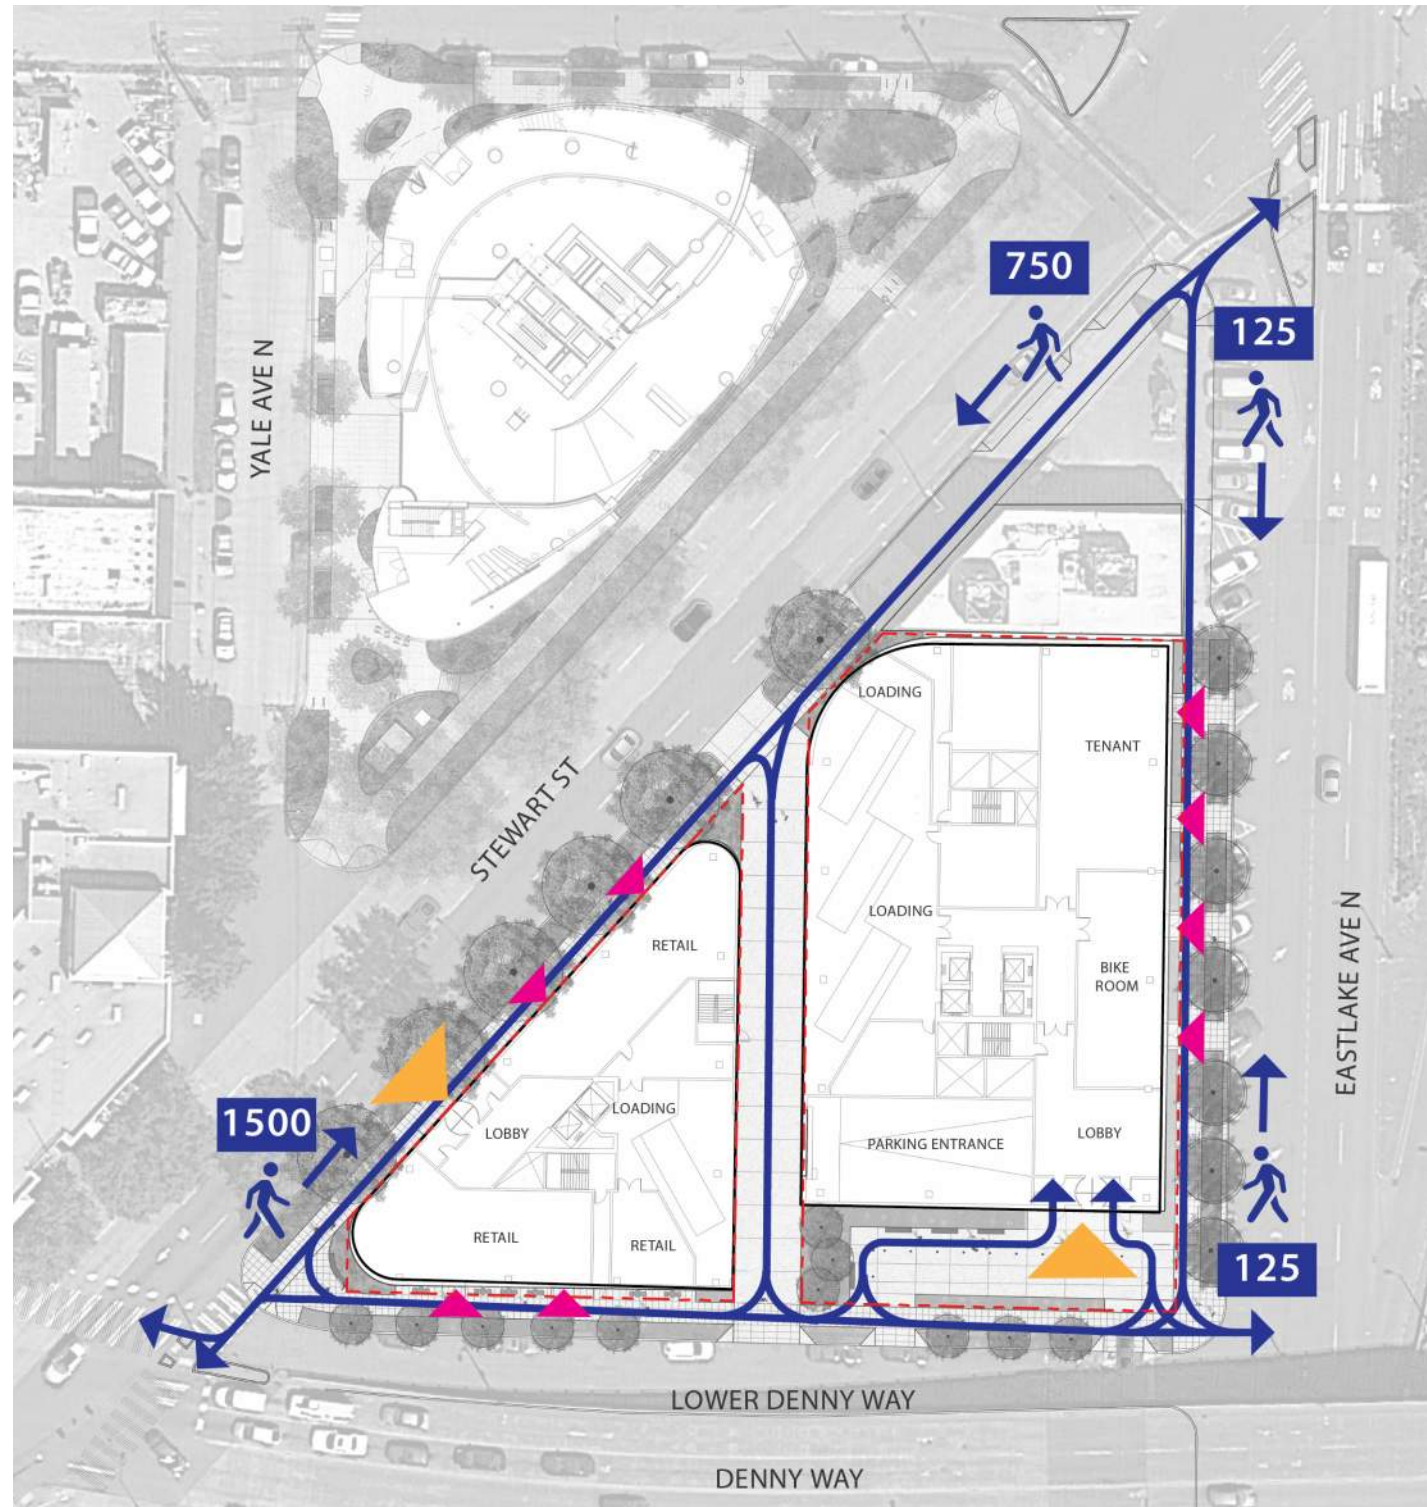 750
125
YALE AVE N
LOADING
TENANT
STEWART ST
LOADING
RETAIL
BIKE
ROOM
EASTLAKE AVE N
1500
LOADING
LOBBY
PARKING ENTRANCE
LOBBY
RETAIL
RETAIL
125
LOWER DENNY WAY
DENNY WAY